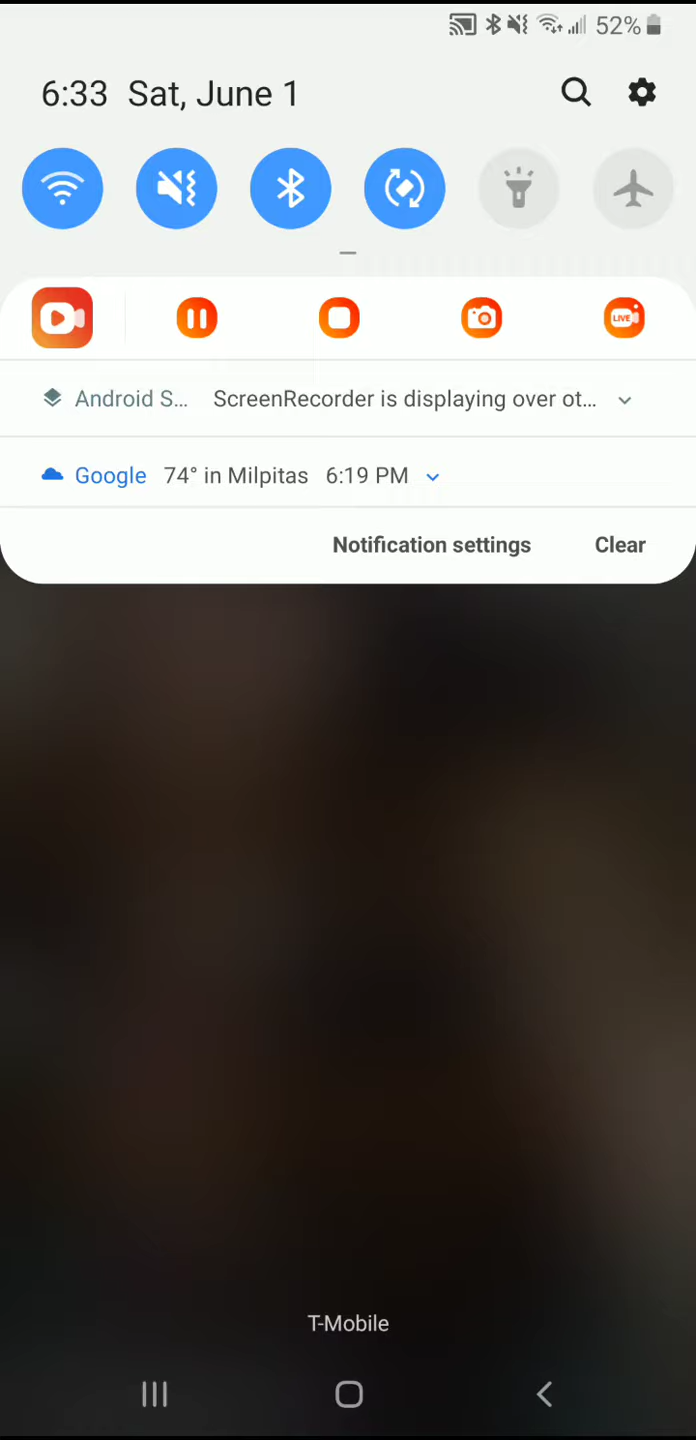 52%
6:33 Sat, June 1
LIVE
Android S... ScreenRecorder is displaying over ot...
Google 74° in Milpitas 6:19 PM
Notification settings Clear
T-Mobile